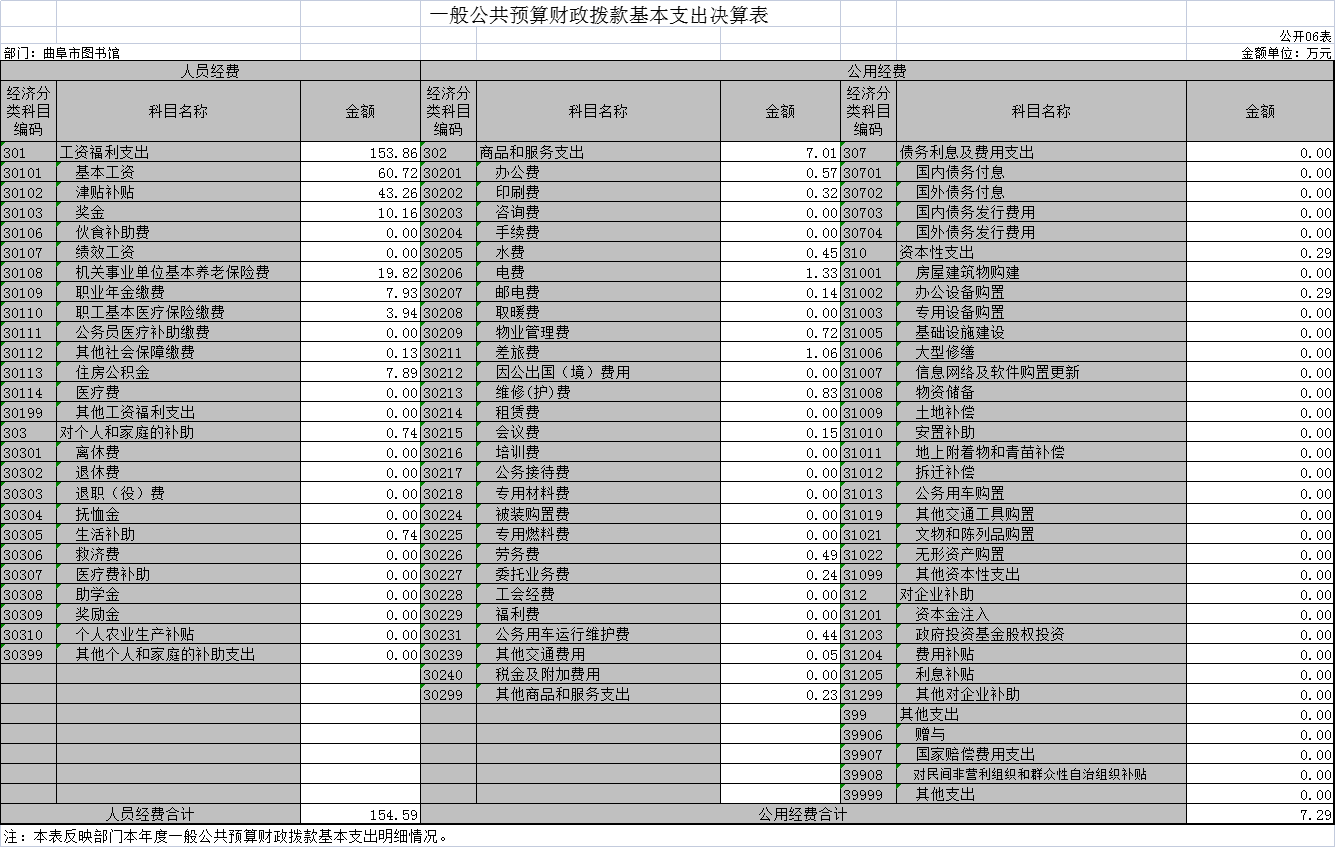 一般公共预算财政拨款基本支出决算表
公开06表
部门：曲阜市图书馆 金额单位：万元
人员经费 公用经费
经济分类科目编码 科目名称 金额 经济分类科目编码 科目名称 金额 经济分类科目编码 科目名称 金额
301 工资福利支出 153.86 302 商品和服务支出 7.01 307 债务利息及费用支出 0.00
30101 基本工资 60.72 30201 办公费 0.57 30701 国内债务付息 0.00
30102 津贴补贴 43.26 30202 印刷费 0.32 30702 国外债务付息 0.00
30103 奖金 10.16 30203 咨询费 0.00 30703 国内债务发行费用 0.00
30106 伙食补助费 0.00 30204 手续费 0.00 30704 国外债务发行费用 0.00
30107 绩效工资 0.00 30205 水费 0.45 310 资本性支出 0.29
30108 机关事业单位基本养老保险费 19.82 30206 电费 1.33 31001 房屋建筑物购建 0.00
30109 职业年金缴费 7.93 30207 邮电费 0.14 31002 办公设备购置 0.29
30110 职工基本医疗保险缴费 3.94 30208 取暖费 0.00 31003 专用设备购置 0.00
30111 公务员医疗补助缴费 0.00 30209 物业管理费 0.72 31005 基础设施建设 0.00
30112 其他社会保障缴费 0.13 30211 差旅费 1.06 31006 大型修缮 0.00
30113 住房公积金 7.89 30212 因公出国（境）费用 0.00 31007 信息网络及软件购置更新 0.00
30114 医疗费 0.00 30213 维修(护)费 0.83 31008 物资储备 0.00
30199 其他工资福利支出 0.00 30214 租赁费 0.00 31009 土地补偿 0.00
303 对个人和家庭的补助 0.74 30215 会议费 0.15 31010 安置补助 0.00
30301 离休费 0.00 30216 培训费 0.00 31011 地上附着物和青苗补偿 0.00
30302 退休费 0.00 30217 公务接待费 0.00 31012 拆迁补偿 0.00
30303 退职（役）费 0.00 30218 专用材料费 0.00 31013 公务用车购置 0.00
30304 抚恤金 0.00 30224 被装购置费 0.00 31019 其他交通工具购置 0.00
30305 生活补助 0.74 30225 专用燃料费 0.00 31021 文物和陈列品购置 0.00
30306 救济费 0.00 30226 劳务费 0.49 31022 无形资产购置 0.00
30307 医疗费补助 0.00 30227 委托业务费 0.24 31099 其他资本性支出 0.00
30308 助学金 0.00 30228 工会经费 0.00 312 对企业补助 0.00
30309 奖励金 0.00 30229 福利费 0.00 31201 资本金注入 0.00
30310 个人农业生产补贴 0.00 30231 公务用车运行维护费 0.44 31203 政府投资基金股权投资 0.00
30399 其他个人和家庭的补助支出 0.00 30239 其他交通费用 0.05 31204 费用补贴 0.00
30240 税金及附加费用 0.00 31205 利息补贴 0.00
30299 其他商品和服务支出 0.23 31299 其他对企业补助 0.00
399 其他支出 0.00
39906 赠与 0.00
39907 国家赔偿费用支出 0.00
39908 对民间非营利组织和群众性自治组织补贴 0.00
39999 其他支出 0.00
人员经费合计 154.59 公用经费合计 7.29
注：本表反映部门本年度一般公共预算财政拨款基本支出明细情况。